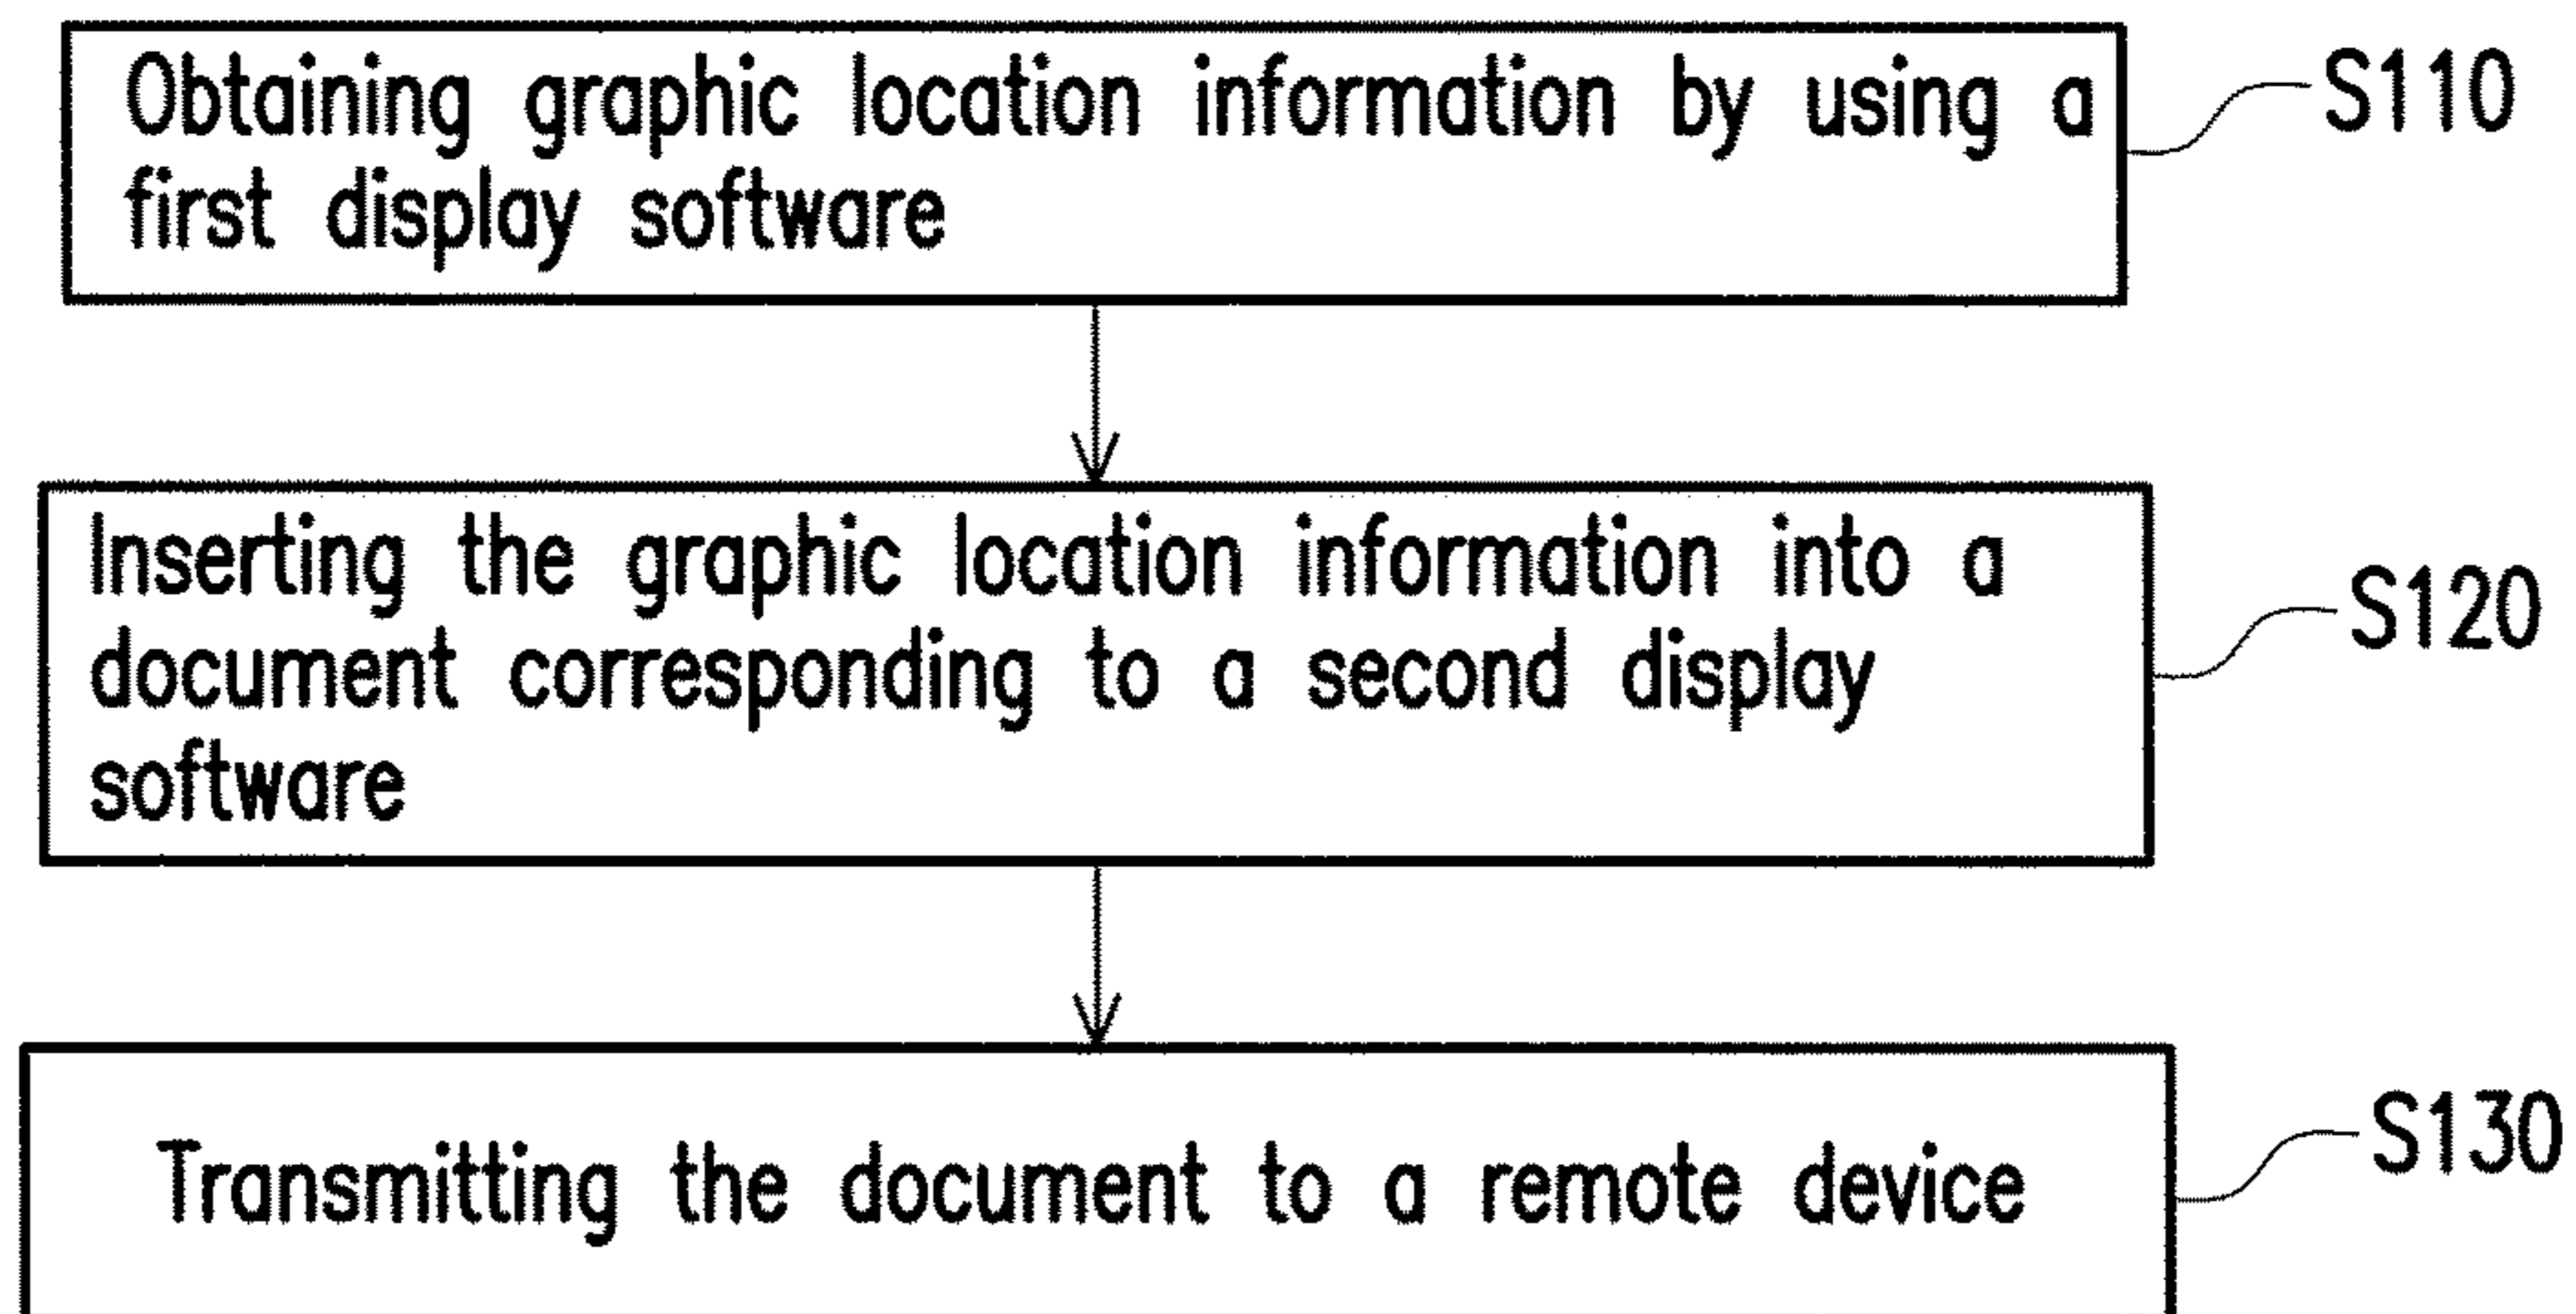 Obtaining graphic location information by using a
first display software
S110
Inserting the graphic location information into a
document corresponding to a second display
software
S120
Transmitting the document to a remote device
S130